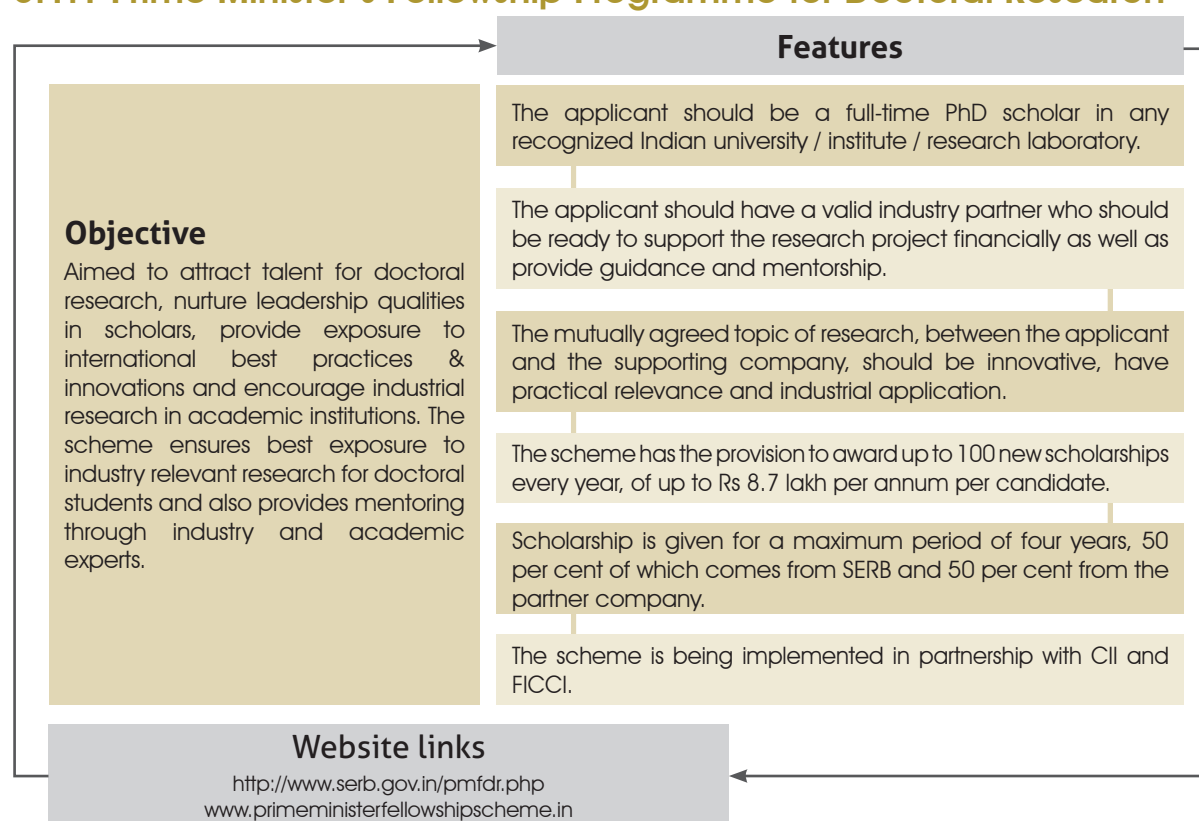 Prime Minister's Fellowship Programme for Doctoral Research
Features
Objective
Aimed to attract talent for doctoral
research, nurture leadership qualities
in scholars, provide exposure to
international best practices &
innovations and encourage industrial
research in academic institutions. The
scheme ensures best exposure to
industry relevant research for doctoral
students and also provides mentoring
through industry and academic
experts.
The applicant should be a full-time PhD scholar in any
recognized Indian university / institute / research laboratory.
The applicant should have a valid industry partner who should
be ready to support the research project financially as well as
provide guidance and mentorship.
The mutually agreed topic of research, between the applicant
and the supporting company, should be innovative, have
practical relevance and industrial application.
The scheme has the provision to award up to 100 new scholarships
every year, of up to Rs 8.7 lakh per annum per candidate.
Scholarship is given for a maximum period of four years, 50
per cent of which comes from SERB and 50 per cent from the
partner company.
The scheme is being implemented in partnership with CII and
FICCI.
Website links
http://www.serb.gov.in/pmfdr.php
www.primeministerfellowshipscheme.in